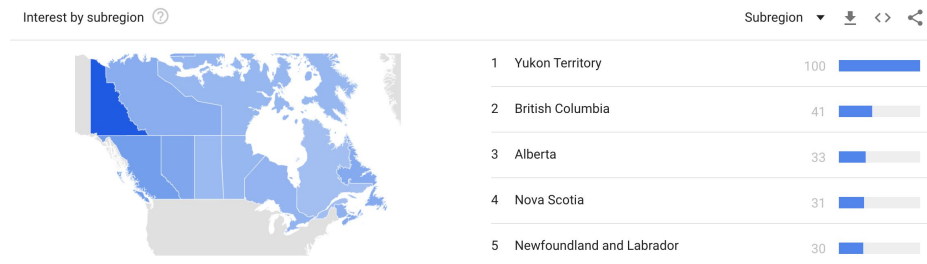 Interest by subregion ?
Subregion
1 Yukon Territory 100
2 British Columbia 41
3 Alberta 33
4 Nova Scotia 31
5 Newfoundland and Labrador 30